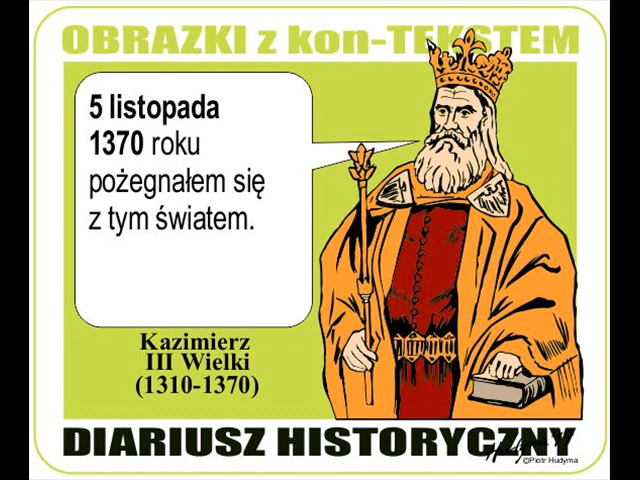 OBRAZKI z kon-TEKSTEM
5 listopada
1370 roku
pożegnałem się
z tym światem.
Kazimierz
III Wielki
(1310-1370)
DIARIUSZ HISTORYCZNY
©Piotr Hudyma